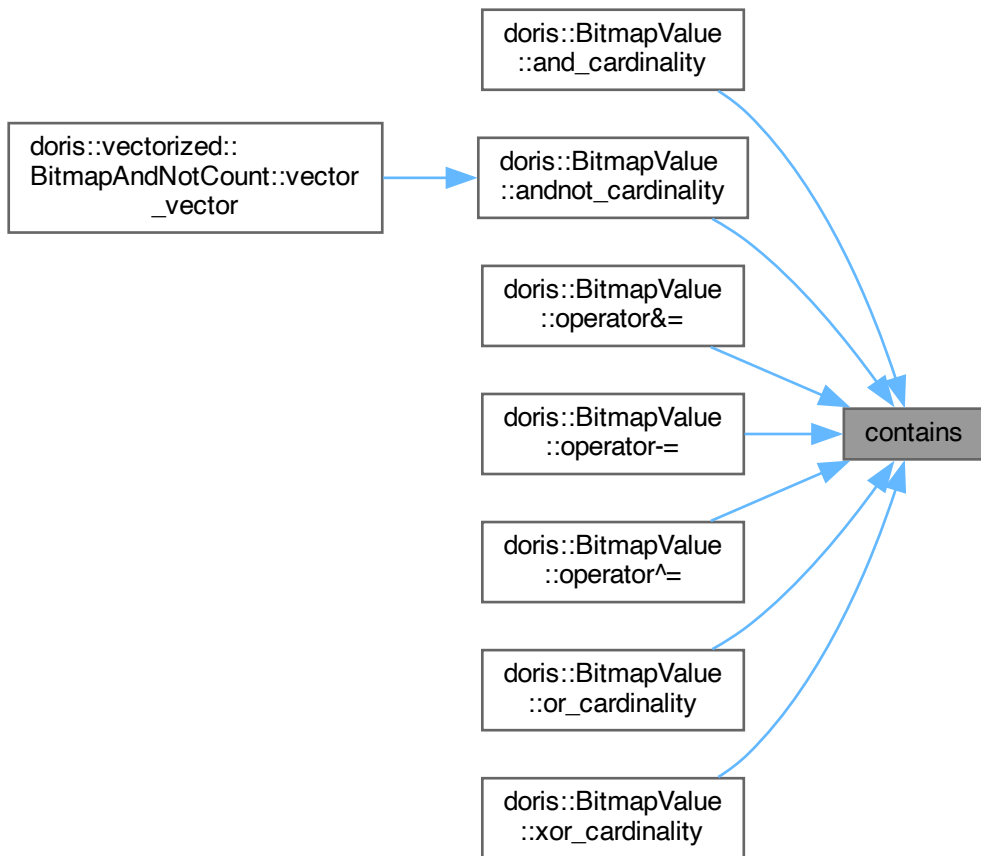 doris::BitmapValue
::and_cardinality
doris::vectorized::
BitmapAndNotCount::vector
_vector
doris::BitmapValue
::andnot_cardinality
doris::BitmapValue
::operator&=
doris::BitmapValue
::operator-=
contains
doris::BitmapValue
::operator^=
doris::BitmapValue
::or_cardinality
doris::BitmapValue
::xor_cardinality